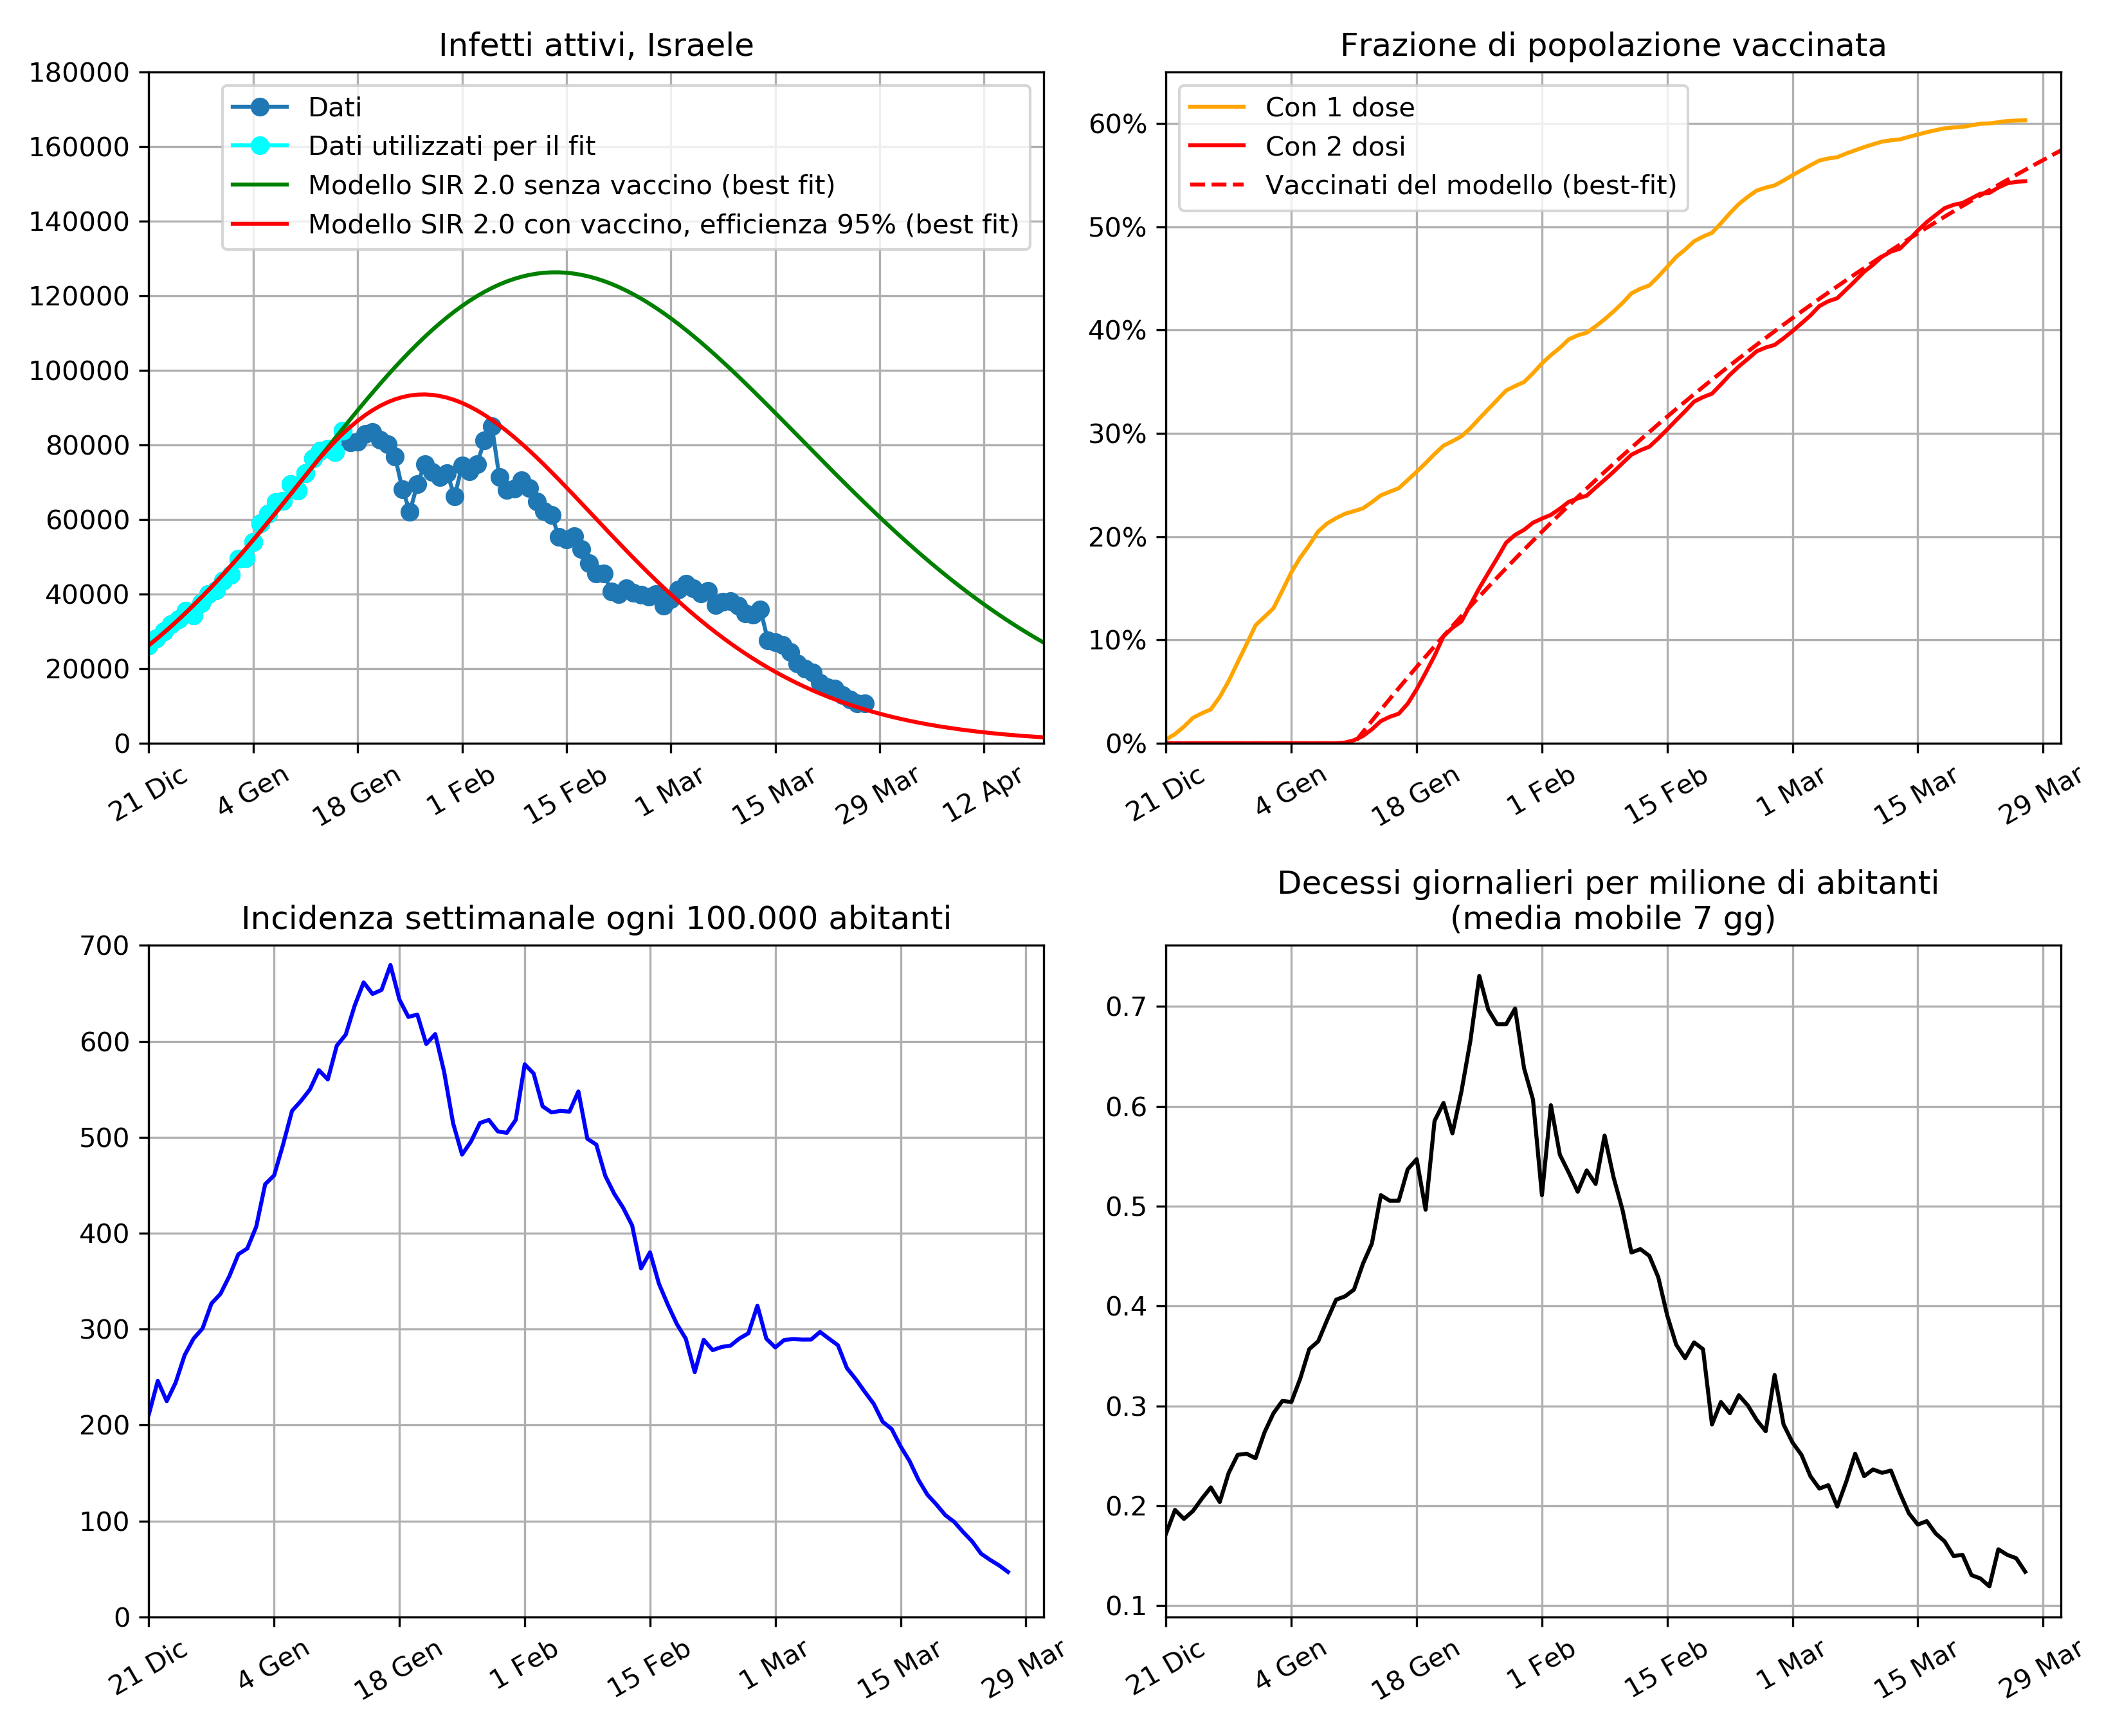 Infetti attivi, Israele
180000
160000
140000
120000
100000
80000
60000
40000
20000
0
Dati
Dati utilizzati per il fit
Modello SIR 2.0 senza vaccino (best fit)
Modello SIR 2.0 con vaccino, efficienza 95% (best fit)
21 Dic
4 Gen
18 Gen
1 Feb
15 Feb
1 Mar
15 Mar
29 Mar
12 Apr
Frazione di popolazione vaccinata
60%
50%
40%
30%
20%
10%
0%
Con 1 dose
Con 2 dosi
Vaccinati del modello (best-fit)
21 Dic
4 Gen
18 Gen
1 Feb
15 Feb
1 Mar
15 Mar
29 Mar
Incidenza settimanale ogni 100.000 abitanti
700
600
500
400
300
200
100
0
21 Dic
4 Gen
18 Gen
1 Feb
15 Feb
1 Mar
15 Mar
29 Mar
Decessi giornalieri per milione di abitanti
(media mobile 7 gg)
0.7
0.6
0.5
0.4
0.3
0.2
0.1
21 Dic
4 Gen
18 Gen
1 Feb
15 Feb
1 Mar
15 Mar
29 Mar